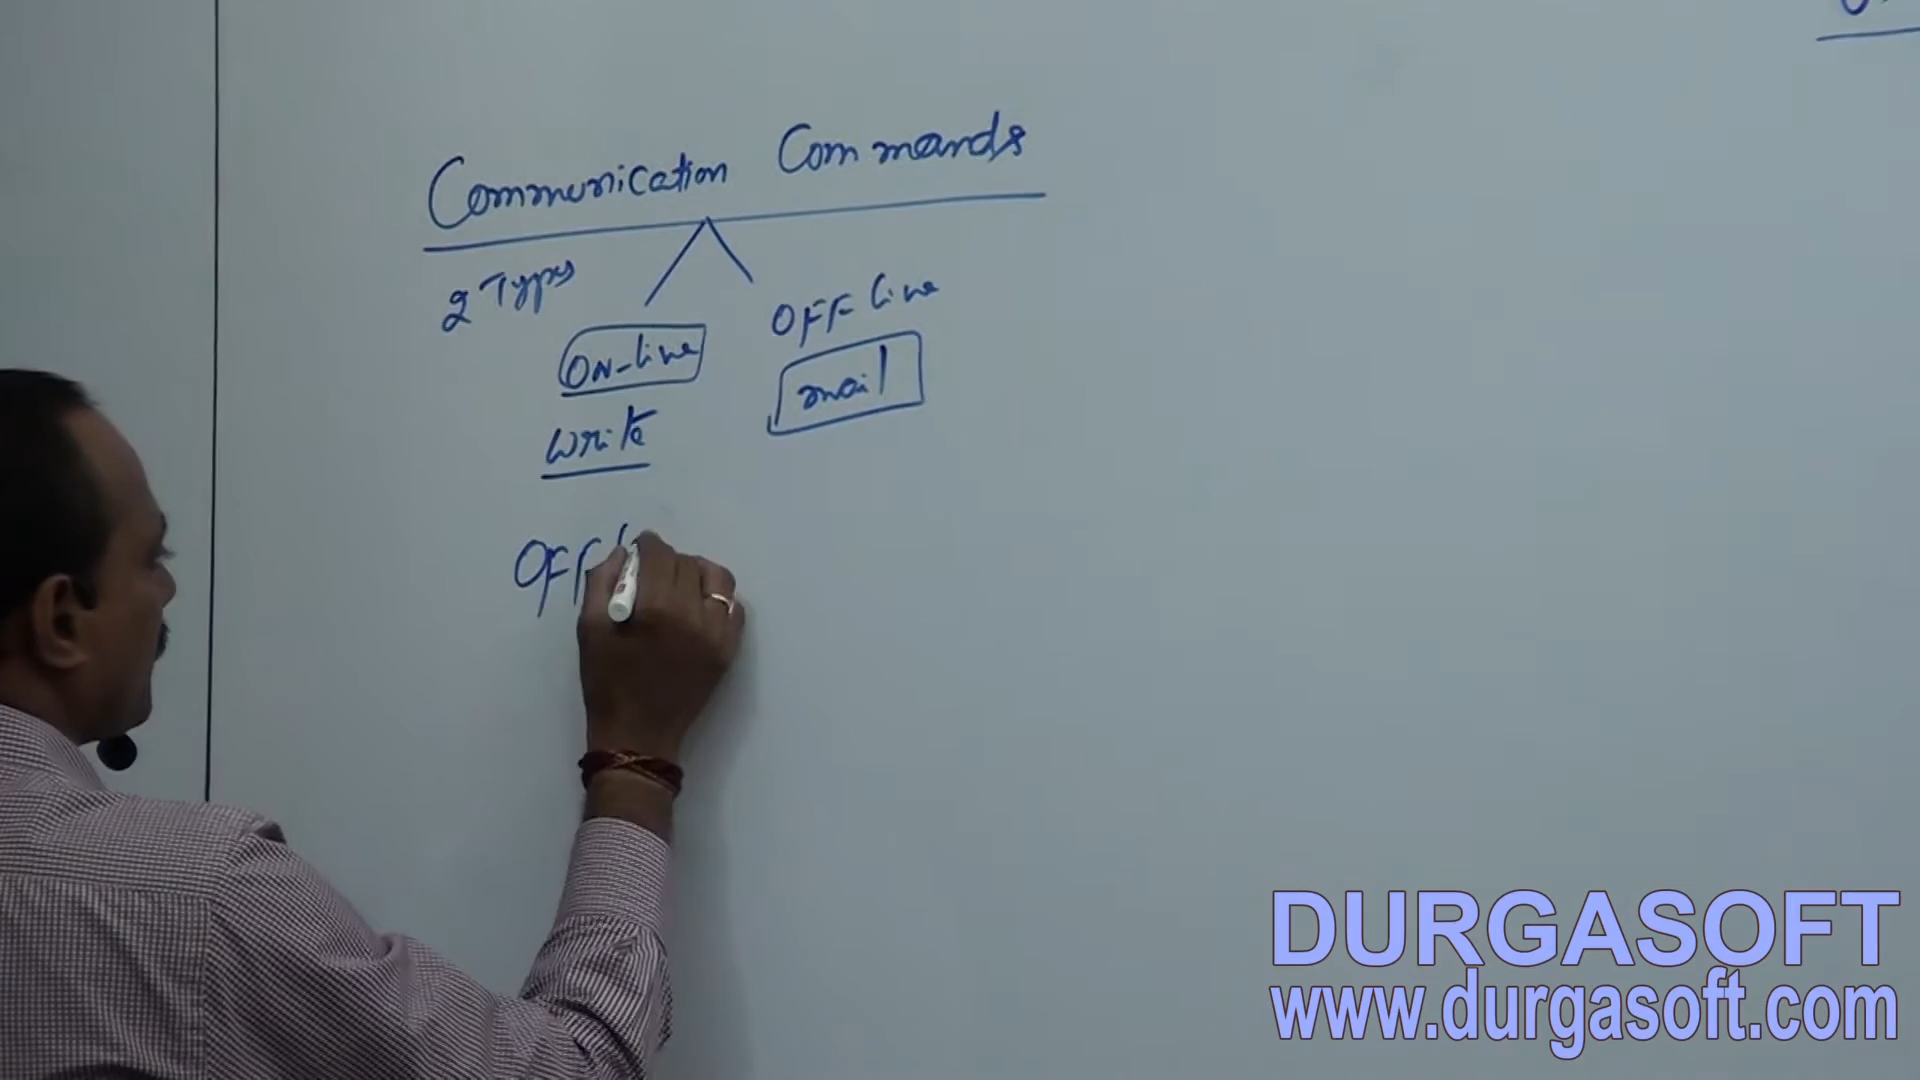 Communication Commands
2 Types
ON-line
OFF line
mail
write
OFF
DURGASOFT
www.durgasoft.com